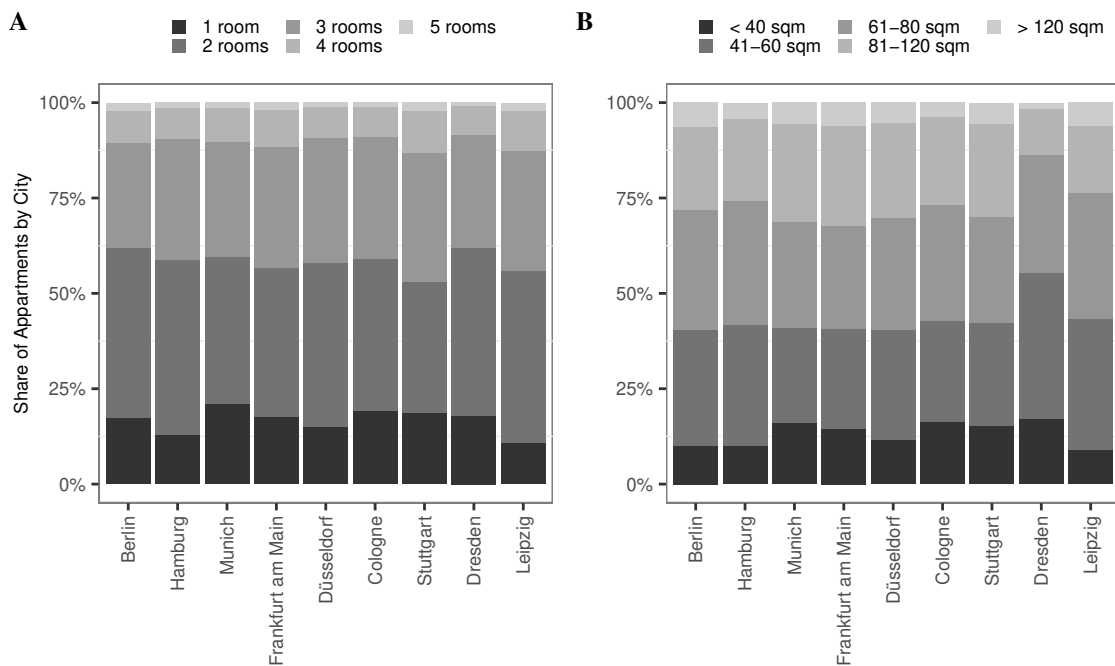 A
1 room
3 rooms
5 rooms
2 rooms
4 rooms
Share of Appartments by City
100%
75%
50%
25%
0%
Berlin
Hamburg
Munich
Frankfurt am Main
Düsseldorf
Cologne
Stuttgart
Dresden
Leipzig
B
< 40 sqm
61–80 sqm
> 120 sqm
41–60 sqm
81–120 sqm
100%
75%
50%
25%
0%
Berlin
Hamburg
Munich
Frankfurt am Main
Düsseldorf
Cologne
Stuttgart
Dresden
Leipzig